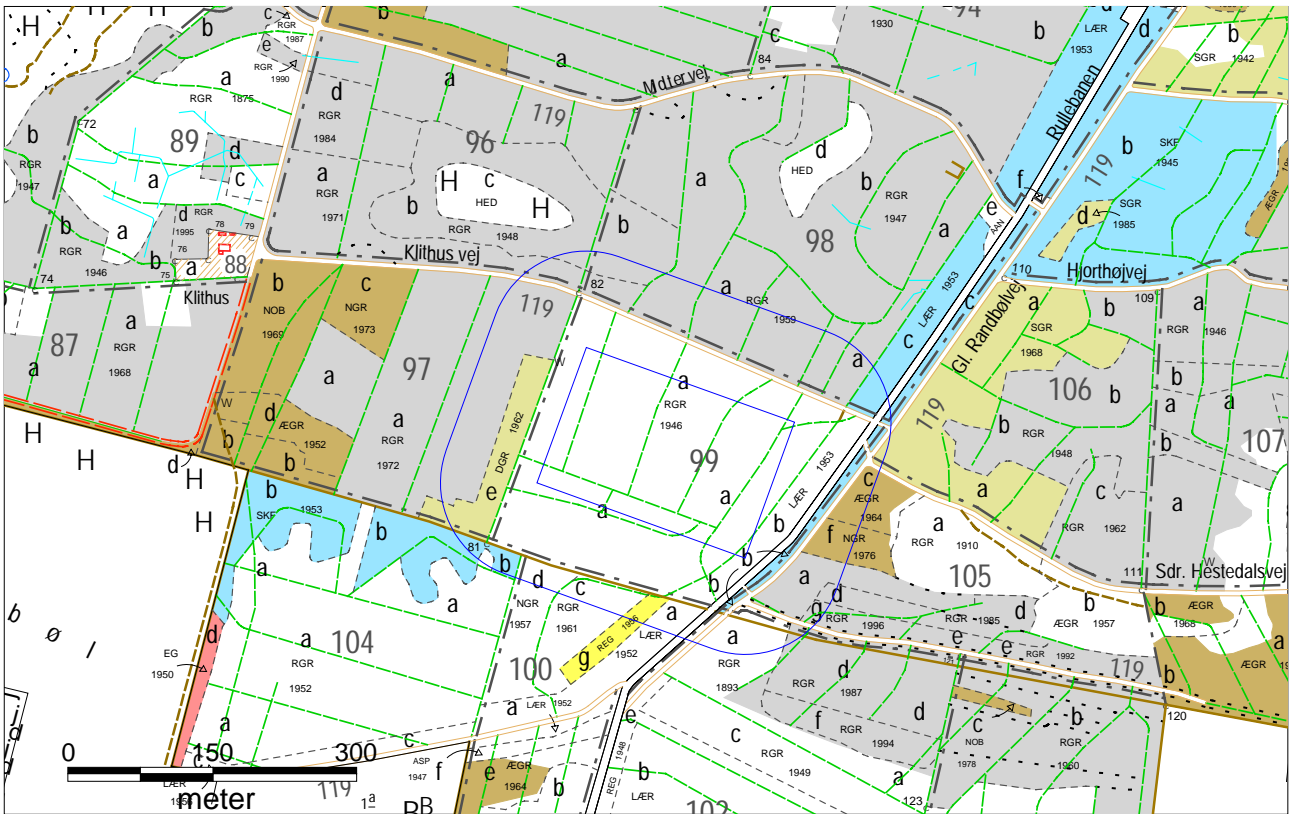 H
H
H
c
RGR
1987
e
RGR
1990
b
a
RGR 1875
b
a
a
c
84
1930
94
b
LÆR
1953
d
d
b
SGR 1942
Mdtervej
119
Rullebanen
72
89
b
RGR
1947
d
c
a
a
b
RGR
1946
a
d
RGR
1995
78
79
76
75
b
a
88
74
Klithus
d
RGR
1984
96
a
RGR
1971
H
c
HED
H
b
RGR 1948
b
Klithus vej
82
119
a
d
HED
b
RGR
1947
98
a
e
AAN
f
119
b
SKF
1945
d
SGR
1985
ÆGR
110
Hjorthøjvej
109
a
RGR
1959
a
LÆR 1953
c
c
Gl. Randbølvej
87
a
RGR
1968
a
b
NOB
1969
c
NGR
1973
a
97
a
RGR
1972
W
d
ÆGR
1952
b
b
d
W
H
H
H
H
W
1962
DGR
e
a
RGR
1946
99
a
a
1953
LÆR
b
b
b
SGR
1968
b
106
b
RGR
1948
b
119
a
c
RGR 1962
RGR 1946
a
b
a
a
b
107
a
W
111
Sdr. Hestedalsvej
c
ÆGR
1964
f
NGR
1976
a
RGR 1910
105
a
g
d
RGR 1996
RGR 1985
d
e
e
RGR 1992
b
ÆGR 1957
b
ÆGR
1968
ÆGR
a
119
b
120
b
SKF
1953
b
a
a
81
b
d
NGR
1957
c
RGR
1961
a
REG 1956
g
LÆR
1952
100
a
LÆR 1952
e
104
a
RGR
1952
d
EG
1950
a
c
ASP
1947
f
e
ÆGR
1964
b
REG 1948
b
LÆR
102
c
RGR
1949
a
123
a
RGR
1893
RGR
d
1987
f
RGR
1994
d
c
NOB
1978
b
RGR
1960
b ø l
0 150 300
meter
LÆR
119
1a
B